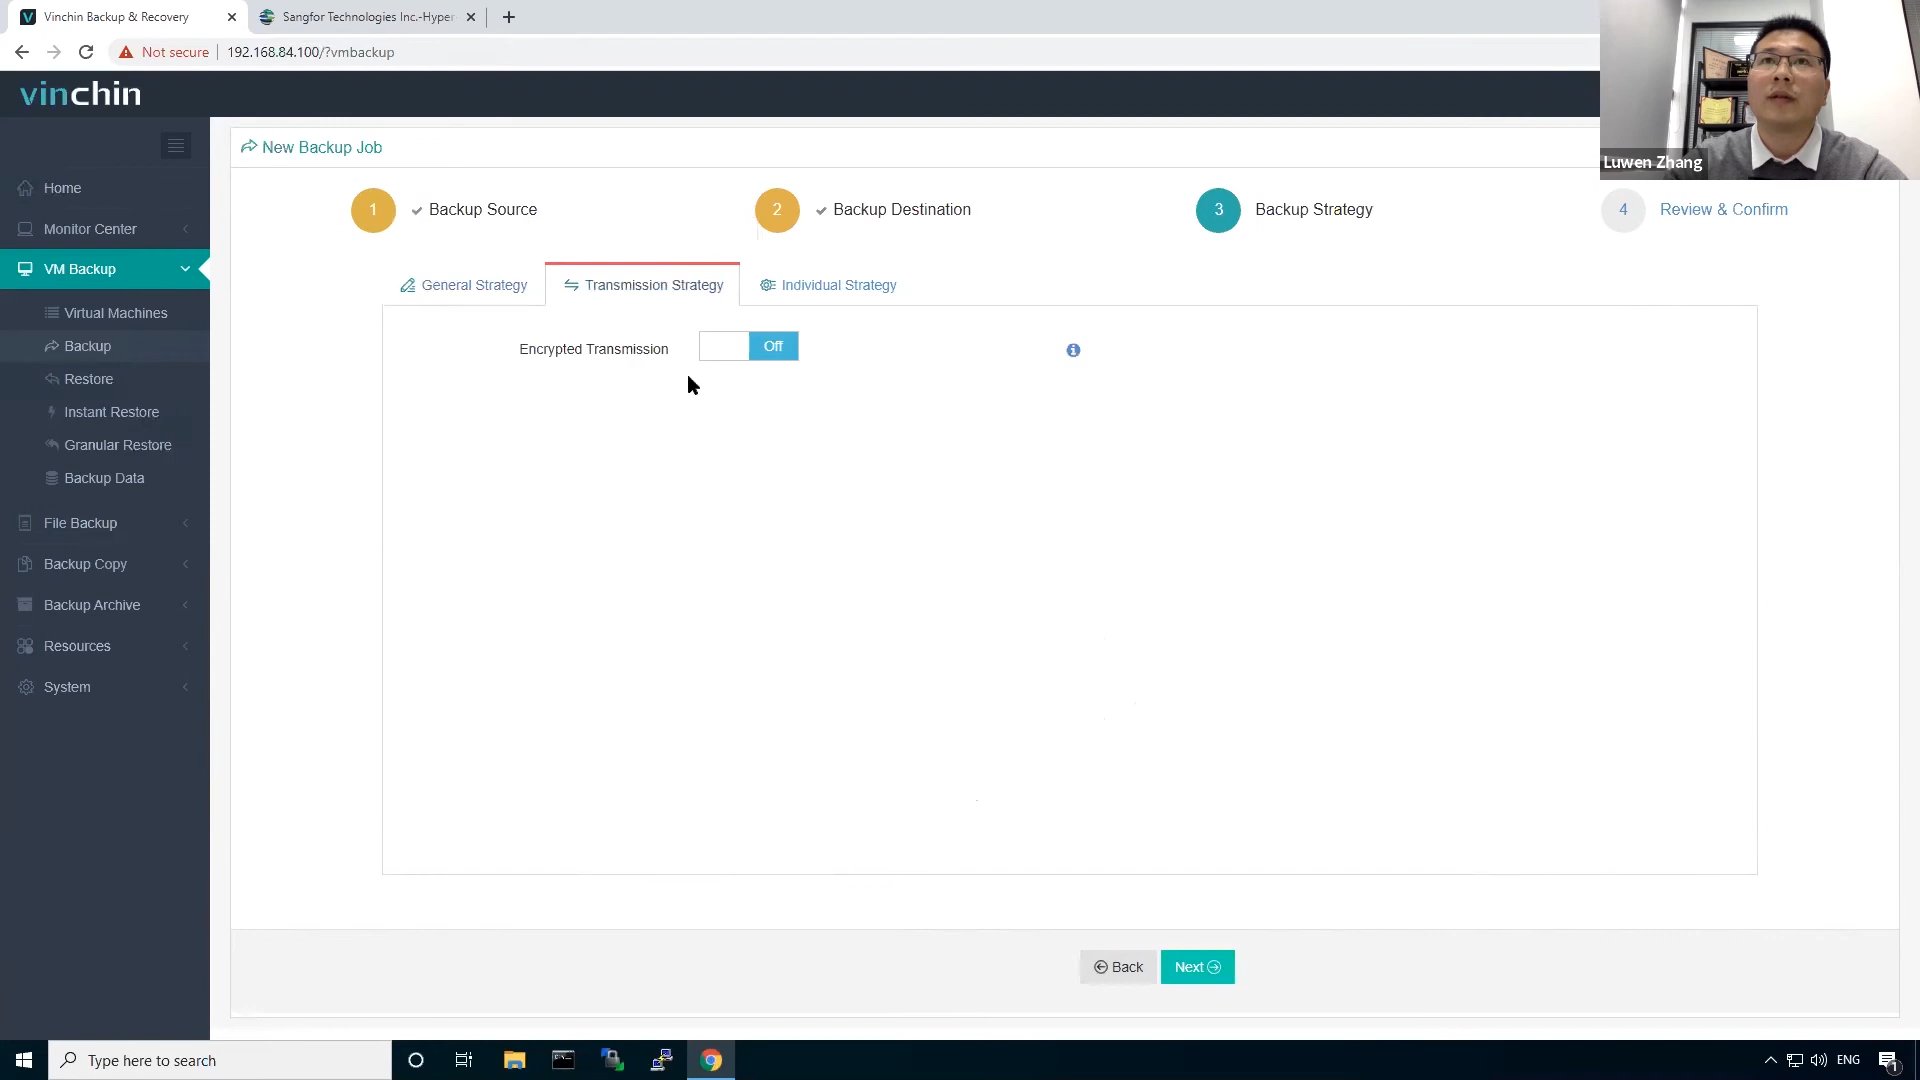 Vinchin Backup & Recovery
Sangfor Technologies Inc.-Hyper
Not secure
192.168.84.100/?vmbackup
vinchin
Luwen Zhang
New Backup Job
1
Backup Source
2
Backup Destination
3
Backup Strategy
4
Review & Confirm
Home
Monitor Center
VM Backup
Virtual Machines
Backup
Restore
Instant Restore
Granular Restore
Backup Data
File Backup
Backup Copy
Backup Archive
Resources
System
General Strategy
Transmission Strategy
Individual Strategy
Encrypted Transmission
Off
Back
Next
Type here to search
ENG
1